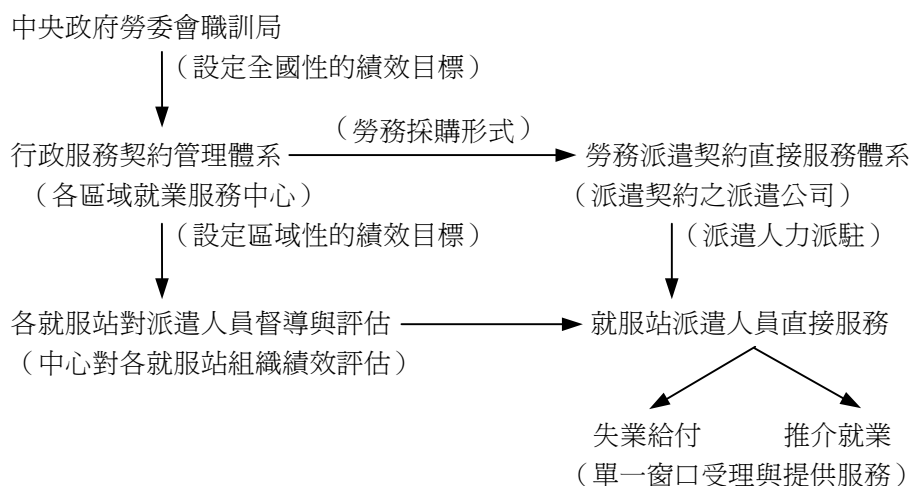 中央政府勞委會職訓局
（設定全國性的績效目標）
（勞務採購形式）
行政服務契約管理體系
勞務派遣契約直接服務體系
（各區域就業服務中心）
（派遣契約之派遣公司）
（設定區域性的績效目標）
（派遣人力派駐）
各就服站對派遣人員督導與評估
就服站派遣人員直接服務
（中心對各就服站組織績效評估）
失業給付
推介就業
（單一窗口受理與提供服務）